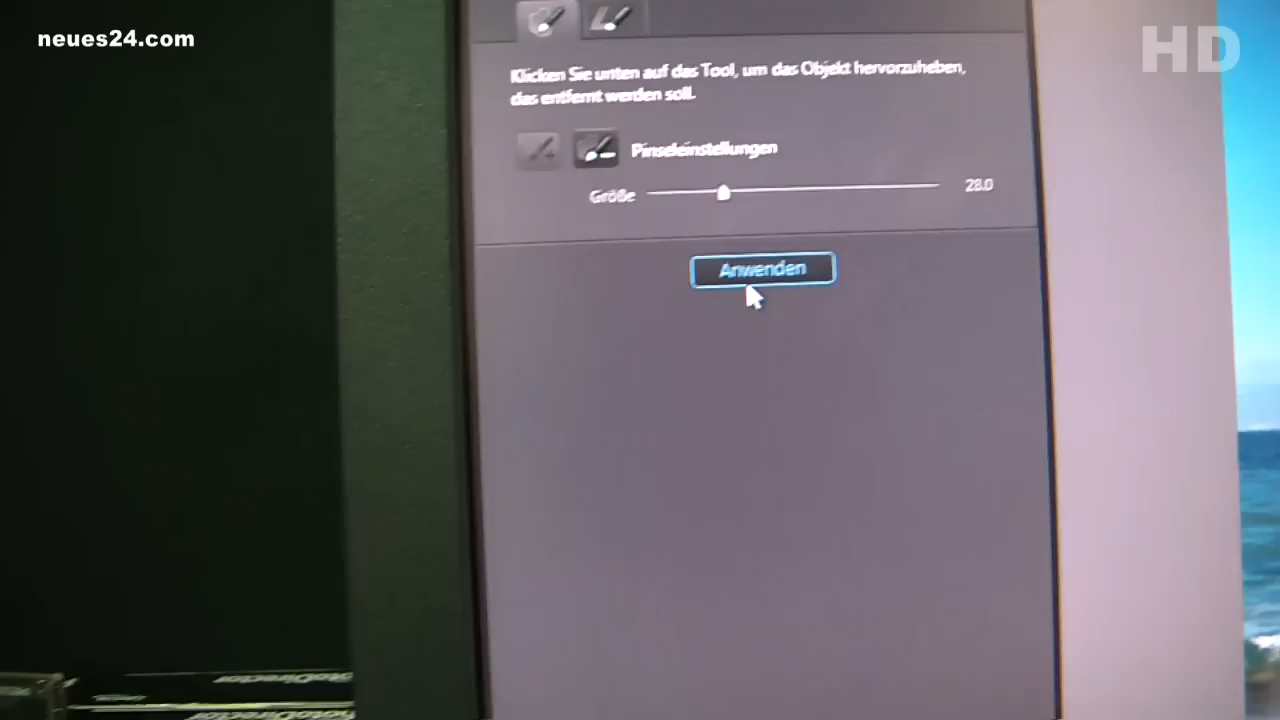 neues24.com
HD
Klicken Sie unten auf das Tool, um das Objekt hervorzuheben,
das entfernt werden soll.
Pinseleinstellungen
Größe 28.0
Anwenden
PhotoDirector